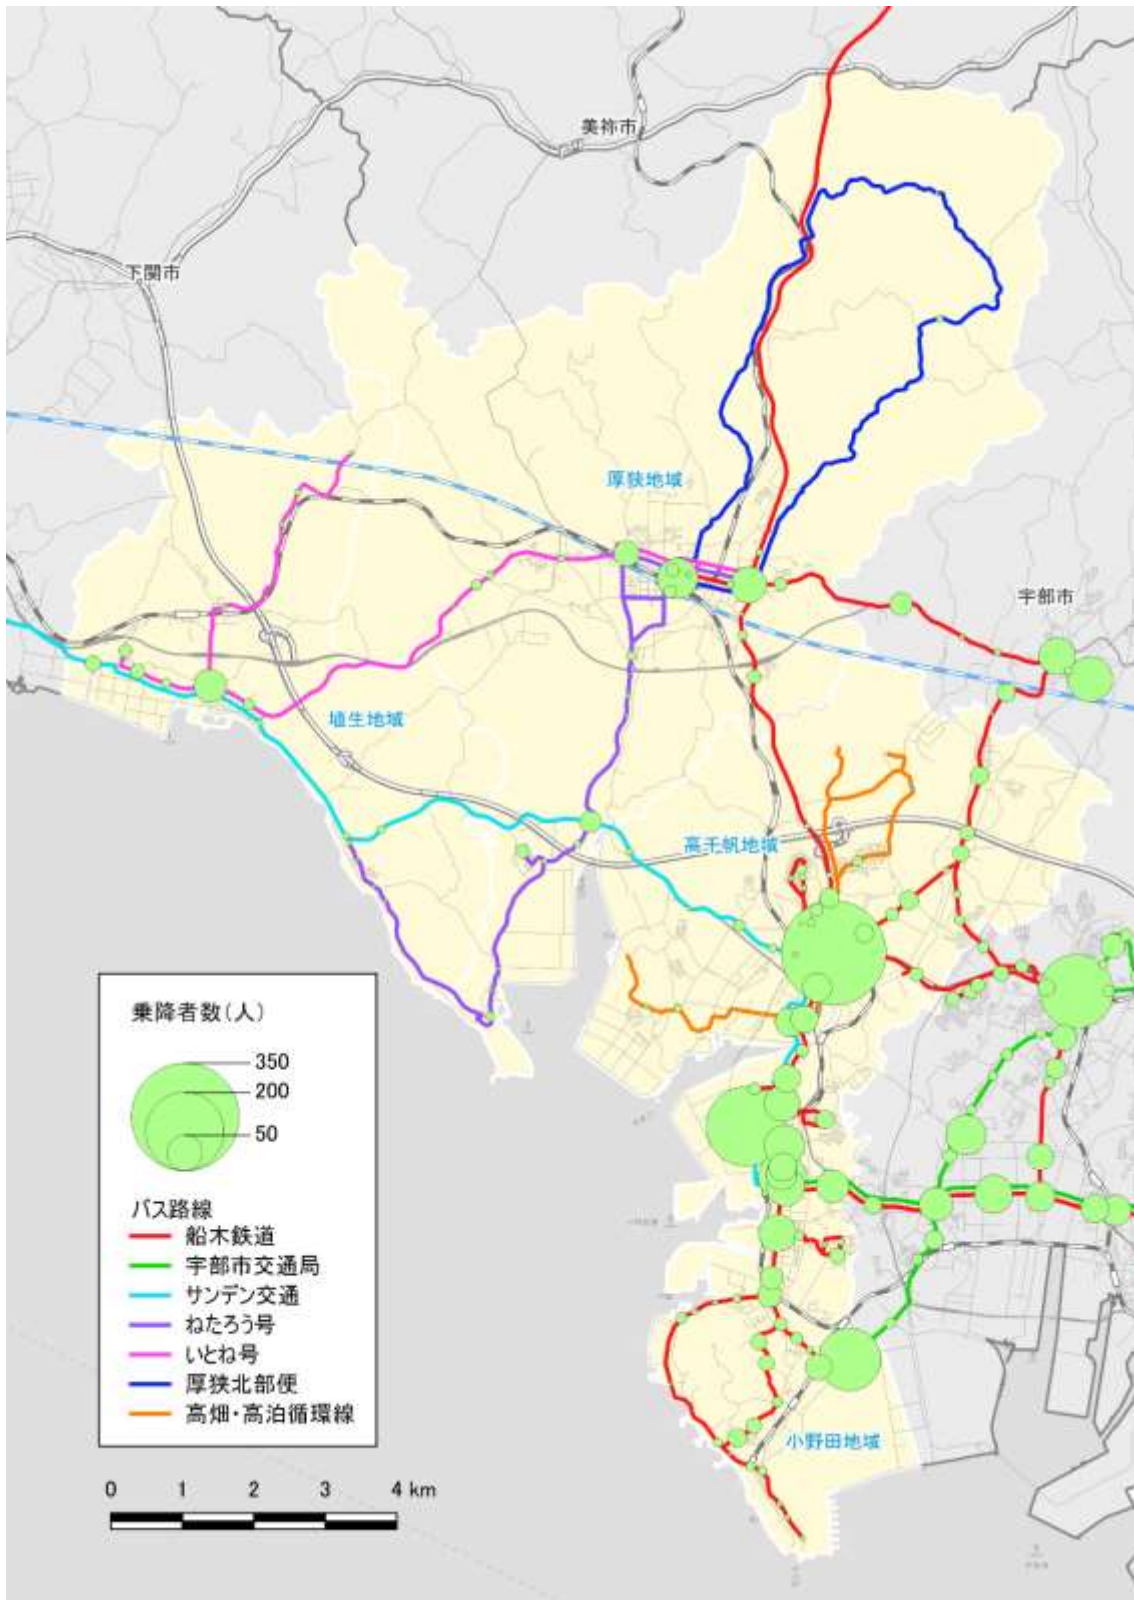 美祢市
下関市
厚狭地域
宇部市
埴生地域
高千帆地域
乗降者数(人)
350
200
50
バス路線
船木鉄道
宇部市交通局
サンデン交通
ねたろう号
いとね号
厚狭北部便
高畑・高泊循環線
小野田地域
0 1 2 3 4 km